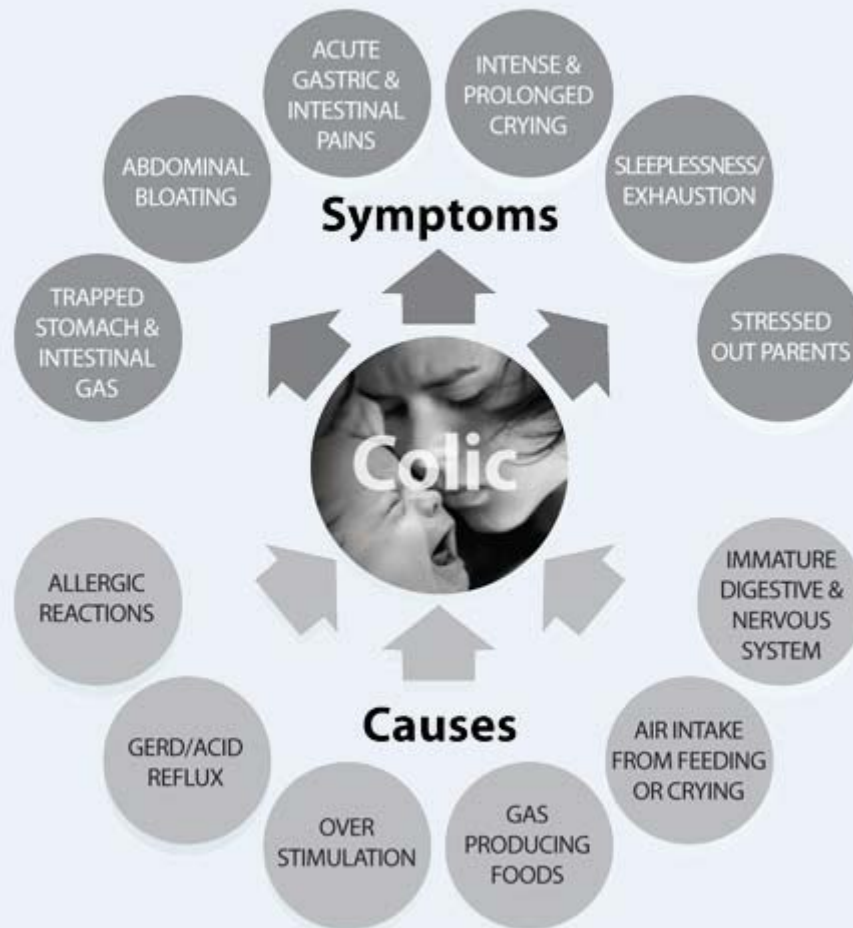 ACUTE
GASTRIC &
INTESTINAL
PAINS
INTENSE &
PROLONGED
CRYING
ABDOMINAL
BLOATING
SLEEPLESSNESS/
EXHAUSTION
Symptoms
TRAPPED
STOMACH &
INTESTINAL
GAS
STRESSED
OUT PARENTS
Colic
ALLERGIC
REACTIONS
IMMATURE
DIGESTIVE &
NERVOUS
SYSTEM
Causes
GERD/ACID
REFLUX
AIR INTAKE
FROM FEEDING
OR CRYING
OVER
STIMULATION
GAS
PRODUCING
FOODS